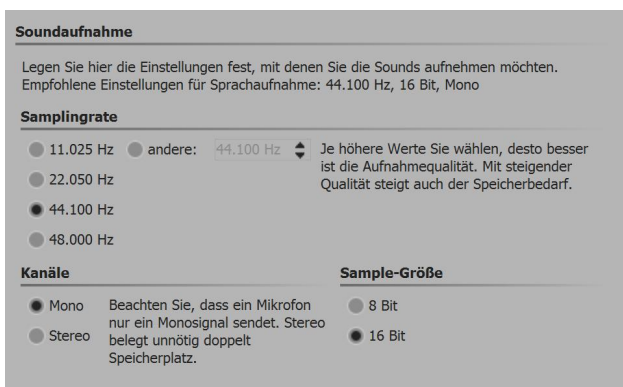 Soundaufnahme
Legen Sie hier die Einstellungen fest, mit denen Sie die Sounds aufnehmen möchten.
Empfohlene Einstellungen für Sprachaufnahme: 44.100 Hz, 16 Bit, Mono
Samplingrate
11.025 Hz
andere:
44.100 Hz
22.050 Hz
44.100 Hz
48.000 Hz
Je höhere Werte Sie wählen, desto besser
ist die Aufnahmequalität. Mit steigender
Qualität steigt auch der Speicherbedarf.
Kanäle
Mono
Stereo
Beachten Sie, dass ein Mikrofon
nur ein Monosignal sendet. Stereo
belegt unnötig doppelt
Speicherplatz.
Sample-Größe
8 Bit
16 Bit